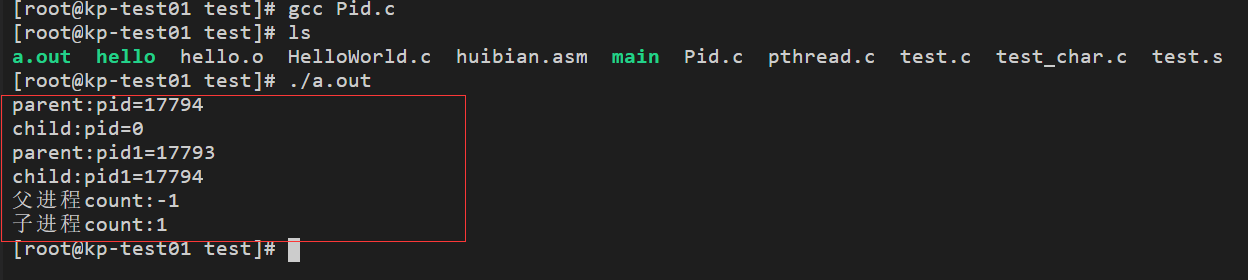 [root@kp-test01 test]# gcc Pid.c
[root@kp-test01 test]# ls
a.out hello hello.o HelloWorld.c huibian.asm main Pid.c pthread.c test.c test_char.c test.s
[root@kp-test01 test]# ./a.out
parent:pid=17794
child:pid=0
parent:pid1=17793
child:pid1=17794
父进程count:-1
子进程count:1
[root@kp-test01 test]#